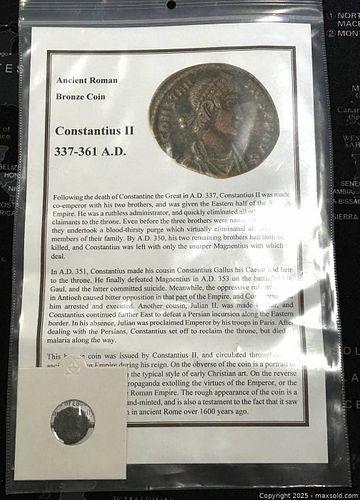 Ancient Roman
Bronze Coin
Constantius II
337-361 A.D.
Following the death of Constantine the Great in A.D. 337, Constantius II was made
co-emperor with his two brothers, and was given the Eastern half of the
Empire. He was a ruthless administrator, and quickly eliminated all
claimants to the throne. Even before the three brothers were
they undertook a blood-thirsty purge which virtually eliminated
members of their family. By A.D. 350, his two remaining brothers had both
killed, and Constantius was left with only the usurper Magnentius with which
deal.
In A.D. 351, Constantius made his cousin Constantius Gallus his Caesar and heir
to the throne. He finally defeated Magnentius in A.D. 353 on the battlefield in
Gaul, and the latter committed suicide. Meanwhile, the oppressive rule of
in Antioch caused bitter opposition in that part of the Empire, and
him arrested and executed. Another cousin, Julian II, was made
Constantius continued further East to defeat a Persian incursion along the Eastern
border. In his absence, Julian was proclaimed Emperor by his troops in Paris. After
dealing with the Persians, Constantius set off to reclaim the throne, but died
malaria along the way.
This coin was issued by Constantius II, and circulated
Empire during his reign. On the obverse of the coin is a portrait of
the typical style of early Christian art. On the reverse
propaganda extolling the virtues of the Emperor, or the
Roman Empire. The rough appearance of the coin is a
hand-minted, and is also a testament to the fact that it saw
in ancient Rome over 1600 years ago.
Copyright 2025 - maxsold.com